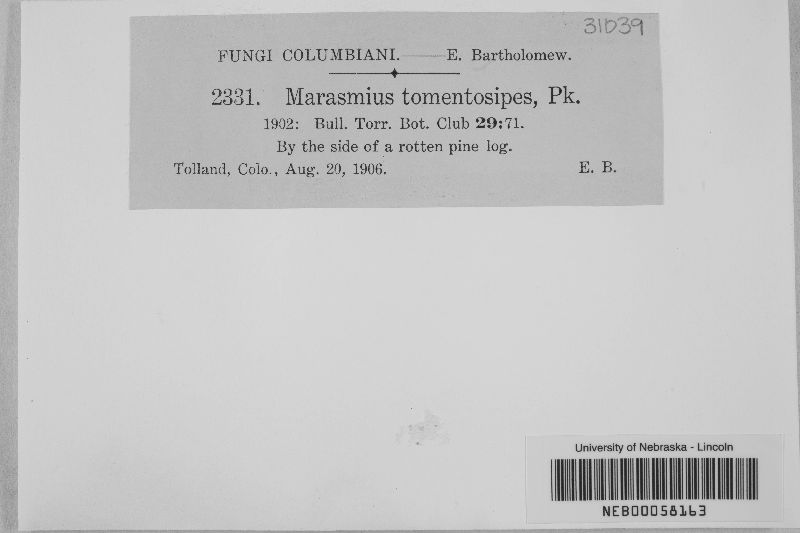 31039
FUNGI COLUMBIANI.——E. Bartholomew.
2331. Marasmius tomentosipes, Pk.
1902: Bull. Torr. Bot. Club 29:71.
By the side of a rotten pine log.
Tolland, Colo., Aug. 20, 1906. E. B.
University of Nebraska - Lincoln
NEB00058163